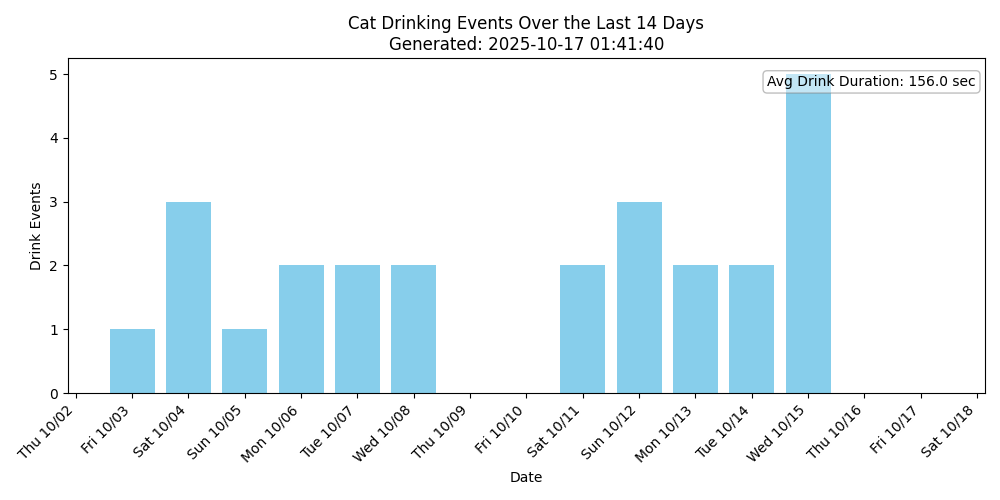 Cat Drinking Events Over the Last 14 Days
Generated: 2025-10-17 01:41:40
Avg Drink Duration: 156.0 sec
Drink Events
5
4
3
2
1
0
Thu 10/02
Fri 10/03
Sat 10/04
Sun 10/05
Mon 10/06
Tue 10/07
Wed 10/08
Thu 10/09
Fri 10/10
Sat 10/11
Sun 10/12
Mon 10/13
Tue 10/14
Wed 10/15
Thu 10/16
Fri 10/17
Sat 10/18
Date